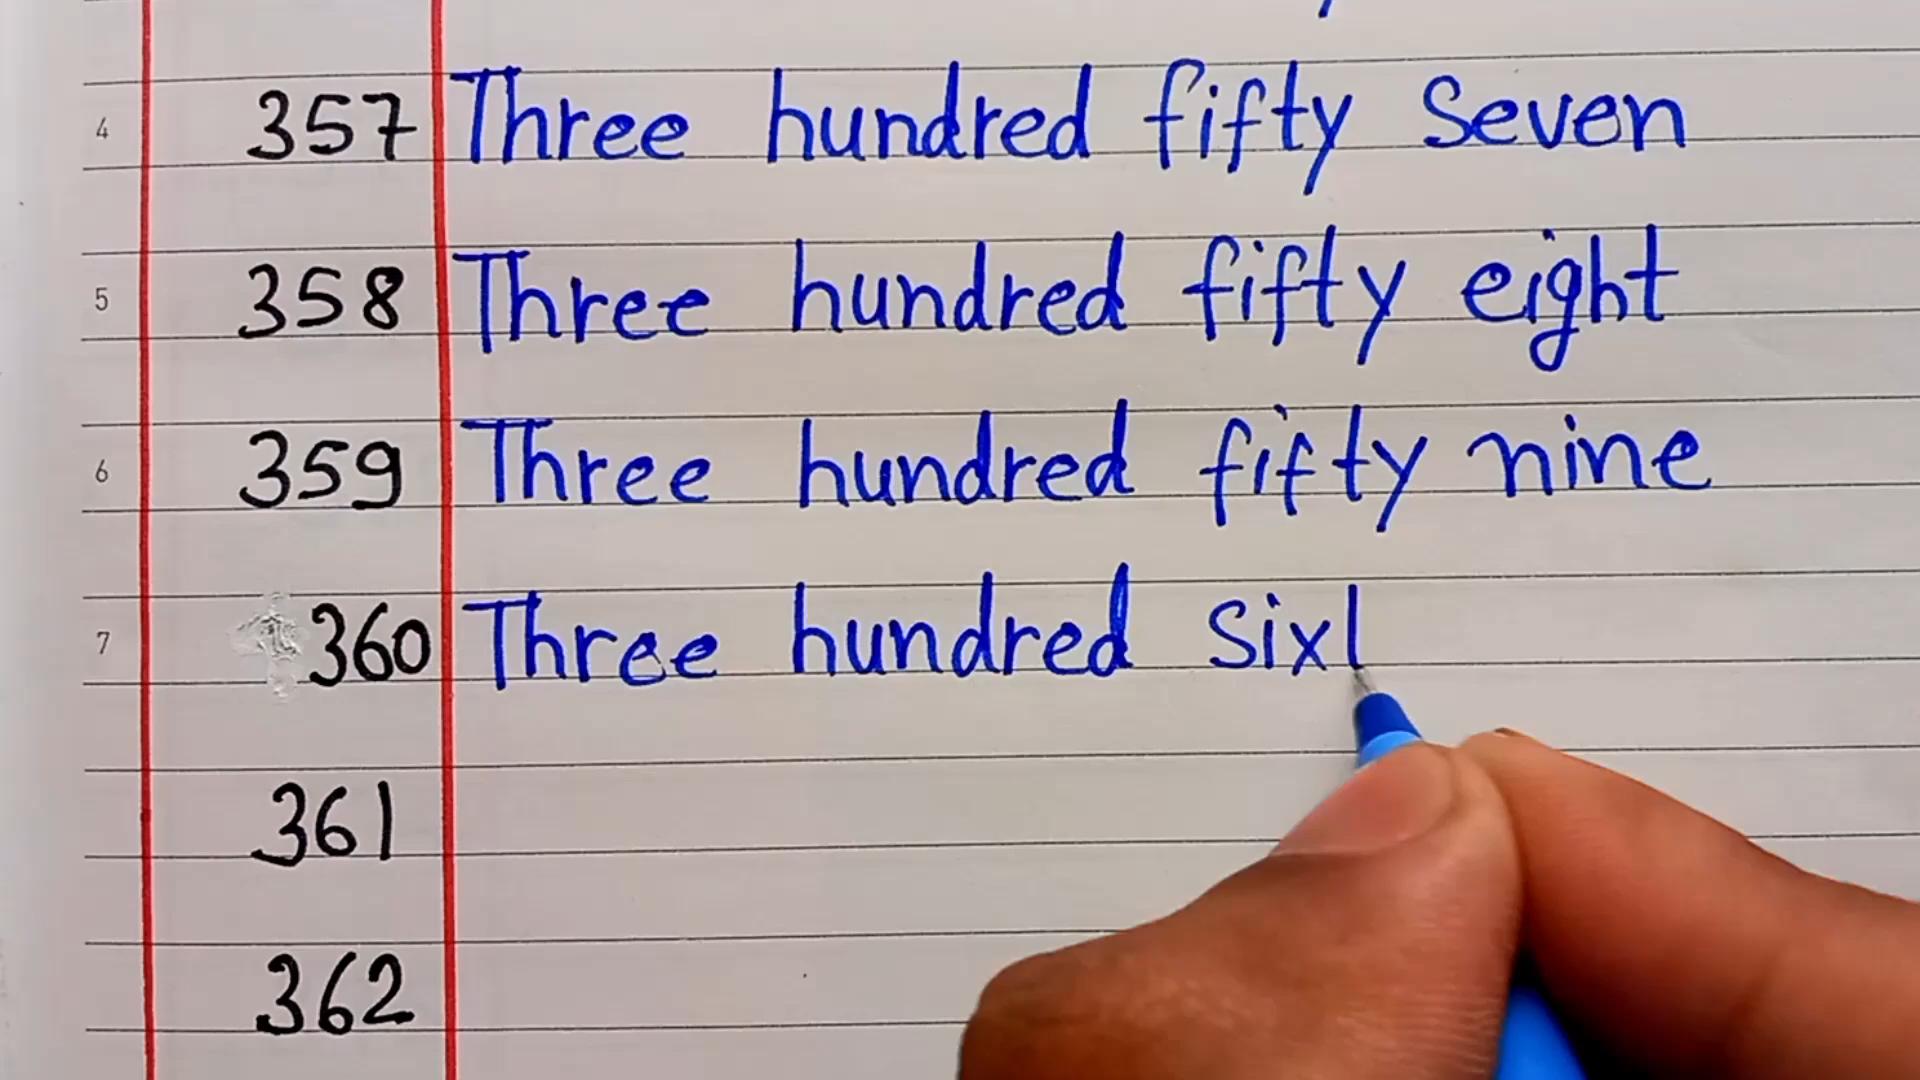 4 357 Three hundred fifty Seven
5 358 Three hundred fifty eight
6 359 Three hundred fifty nine
7 360 Three hundred sixl
361
362